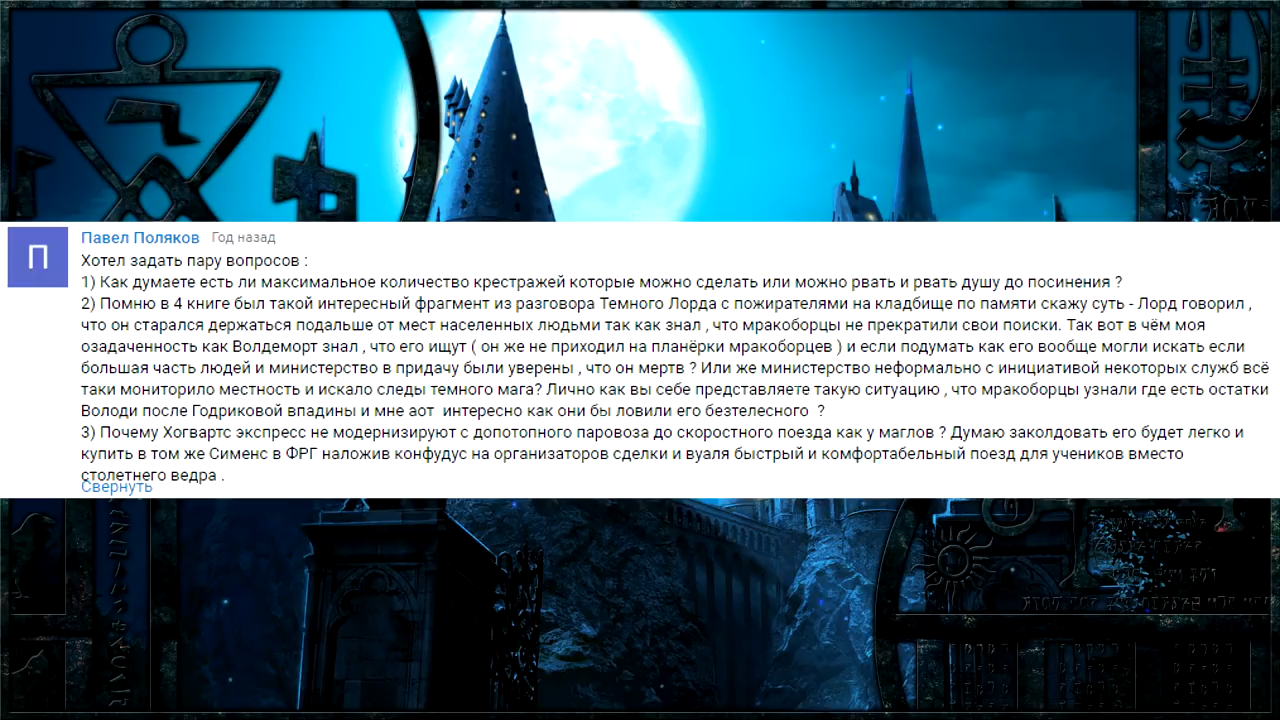 П
Павел Поляков Год назад
Хотел задать пару вопросов :
1) Как думаете есть ли максимальное количество крестражей которые можно сделать или можно рвать и рвать душу до посинения ?
2) Помню в 4 книге был такой интересный фрагмент из разговора Темного Лорда с пожирателями на кладбище по памяти скажу суть - Лорд говорил ,
что он старался держаться подальше от мест населенных людьми так как знал , что мракоборцы не прекратили свои поиски. Так вот в чём моя
озадаченность как Волдеморт знал , что его ищут ( он же не приходил на планёрки мракоборцев ) и если подумать как его вообще могли искать если
большая часть людей и министерство в придачу были уверены , что он мертв ? Или же министерство неформально с инициативой некоторых служб всё
таки мониторило местность и искало следы темного мага? Лично как вы себе представляете такую ситуацию , что мракоборцы узнали где есть остатки
Володи после Годриковой впадины и мне аот интересно как они бы ловили его безтелесного ?
3) Почему Хогвартс экспресс не модернизируют с допотопного паровоза до скоростного поезда как у маглов ? Думаю заколдовать его будет легко и
купить в том же Сименс в ФРГ наложив конфудус на организаторов сделки и вуаля быстрый и комфортабельный поезд для учеников вместо
столетнего ведра .
Свернуть